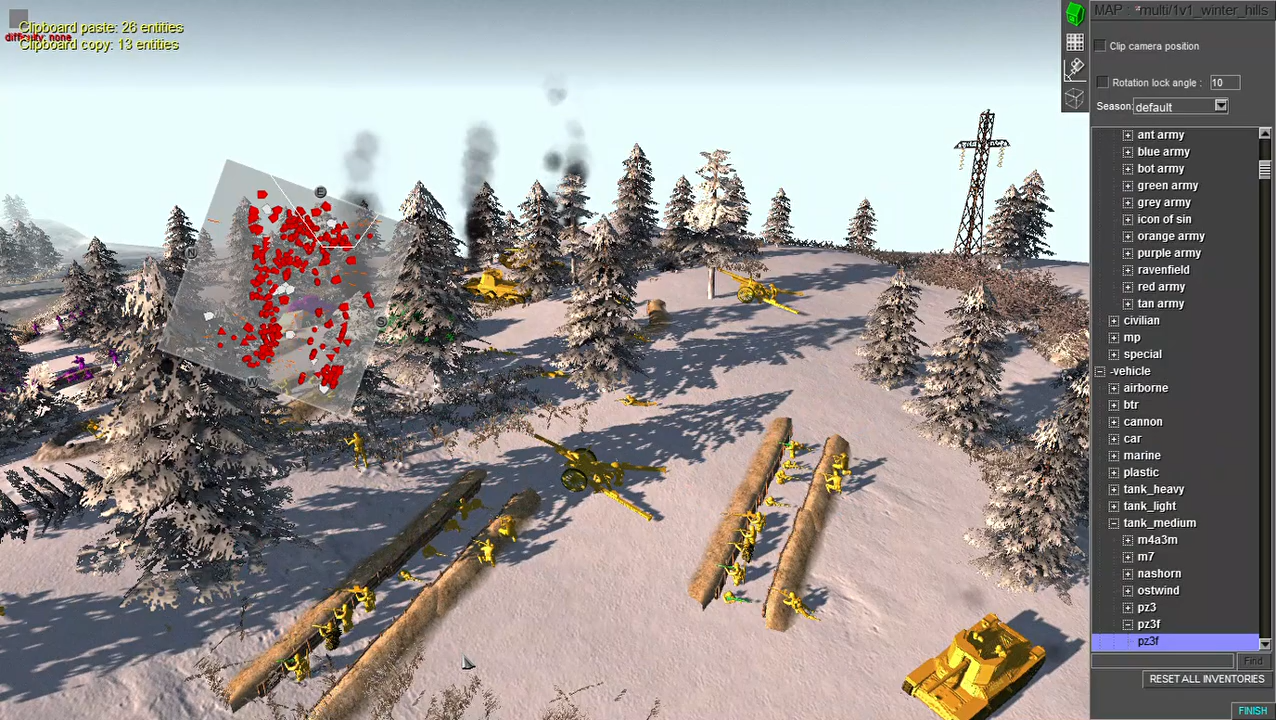 Clipboard paste: 26 entities
difficulty: none
Clipboard copy: 13 entities
E
N
S
W
MAP : *multi/1v1_winter_hills
Clip camera position
Rotation lock angle : 10
Season: default
ant army
blue army
bot army
green army
grey army
icon of sin
orange army
purple army
ravenfield
red army
tan army
civilian
mp
special
-vehicle
airborne
btr
cannon
car
marine
plastic
tank_heavy
tank_light
tank_medium
m4a3m
m7
nashorn
ostwind
pz3
pz3f
pz3f
Find
RESET ALL INVENTORIES
FINISH